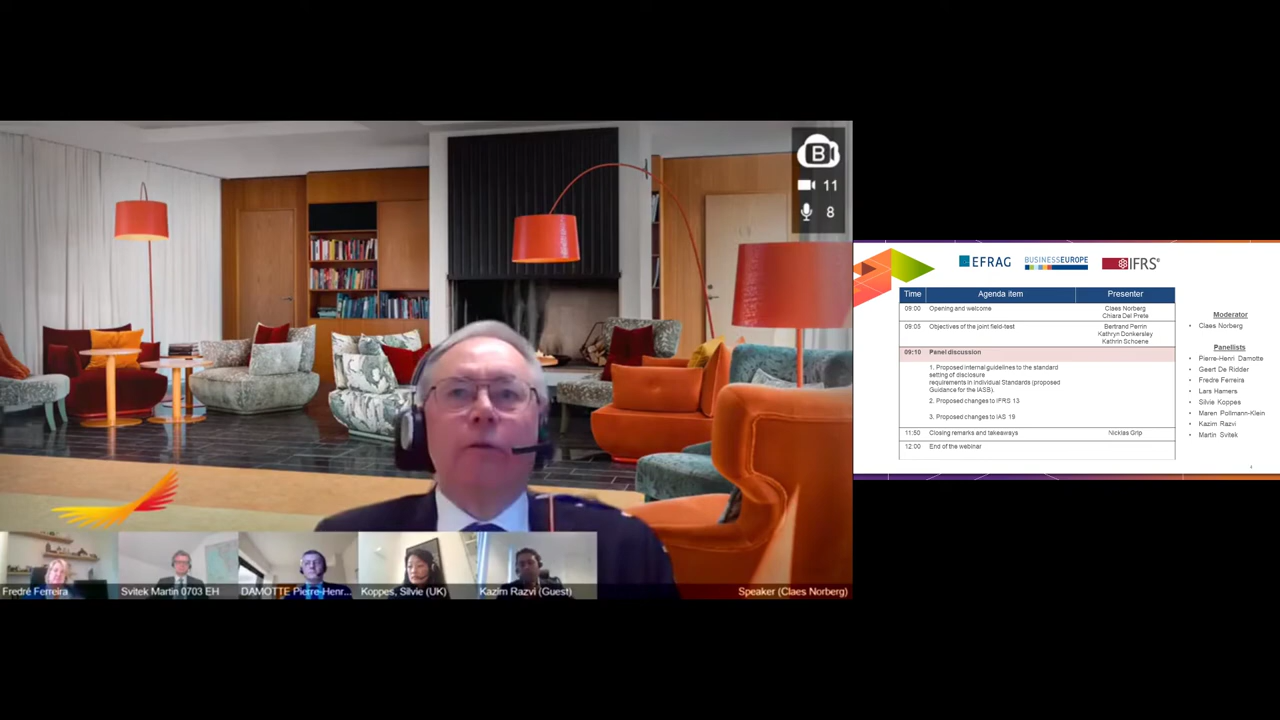 B
11
8
Fredré Ferreira
Svitek Martin 0703 EH
DAMOTTE Pierre-Henr...
Koppes, Silvie (UK)
Kazim Razvi (Guest)
Speaker (Claes Norberg)
EFRAG
BUSINESSEUROPE
IFRS®
Time
Agenda item
Presenter
09:00
Opening and welcome
Claes Norberg
Chiara Del Prete
09:05
Objectives of the joint field-test
Bertrand Perrin
Kathryn Donkersley
Kathrin Schoene
09:10
Panel discussion
1. Proposed internal guidelines to the standard
setting of disclosure
requirements in Individual Standards (proposed
Guidance for the IASB).
2. Proposed changes to IFRS 13
3. Proposed changes to IAS 19
11:50
Closing remarks and takeaways
Nicklas Grip
12:00
End of the webinar
Moderator
• Claes Norberg
Panellists
• Pierre-Henri Damotte
• Geert De Ridder
• Fredre Ferreira
• Lars Hamers
• Silvie Koppes
• Maren Pollmann-Klein
• Kazim Razvi
• Martin Svitek